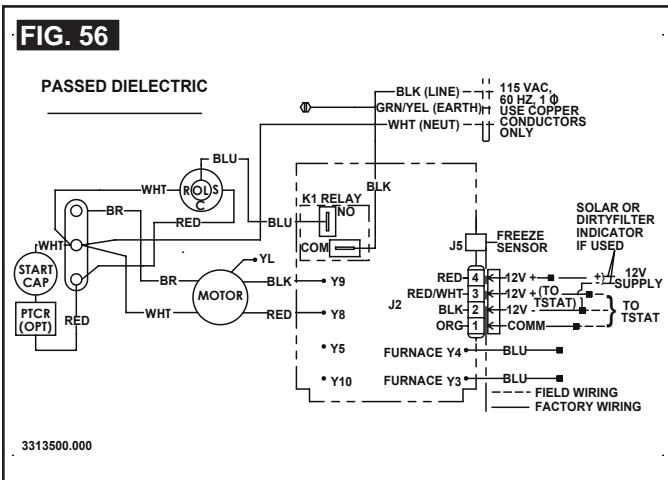 FIG. 56
PASSED DIELECTRIC
BLK (LINE)
GRN/YEL (EARTH)
WHT (NEUT)
115 VAC,
60 HZ, 1 Φ
USE COPPER
CONDUCTORS
ONLY
BLU
WHT
R O L S
C
BR
RED
BLU
K1 RELAY
NO
COM
BLK
WHT
START
CAP
PTCR
(OPT)
RED
BR
WHT
MOTOR
YL
BLK
RED
Y9
Y8
Y5
Y10
J2
J5
FREEZE
SENSOR
SOLAR OR
DIRTYFILTER
INDICATOR
IF USED
RED 4 12V +
+
12V
SUPPLY
RED/WHT 3 12V + (TO
TSTAT)
BLK 2 12V -
ORG 1 COMM
TO
TSTAT
FURNACE Y4 BLU
FURNACE Y3 BLU
FIELD WIRING
FACTORY WIRING
3313500.000